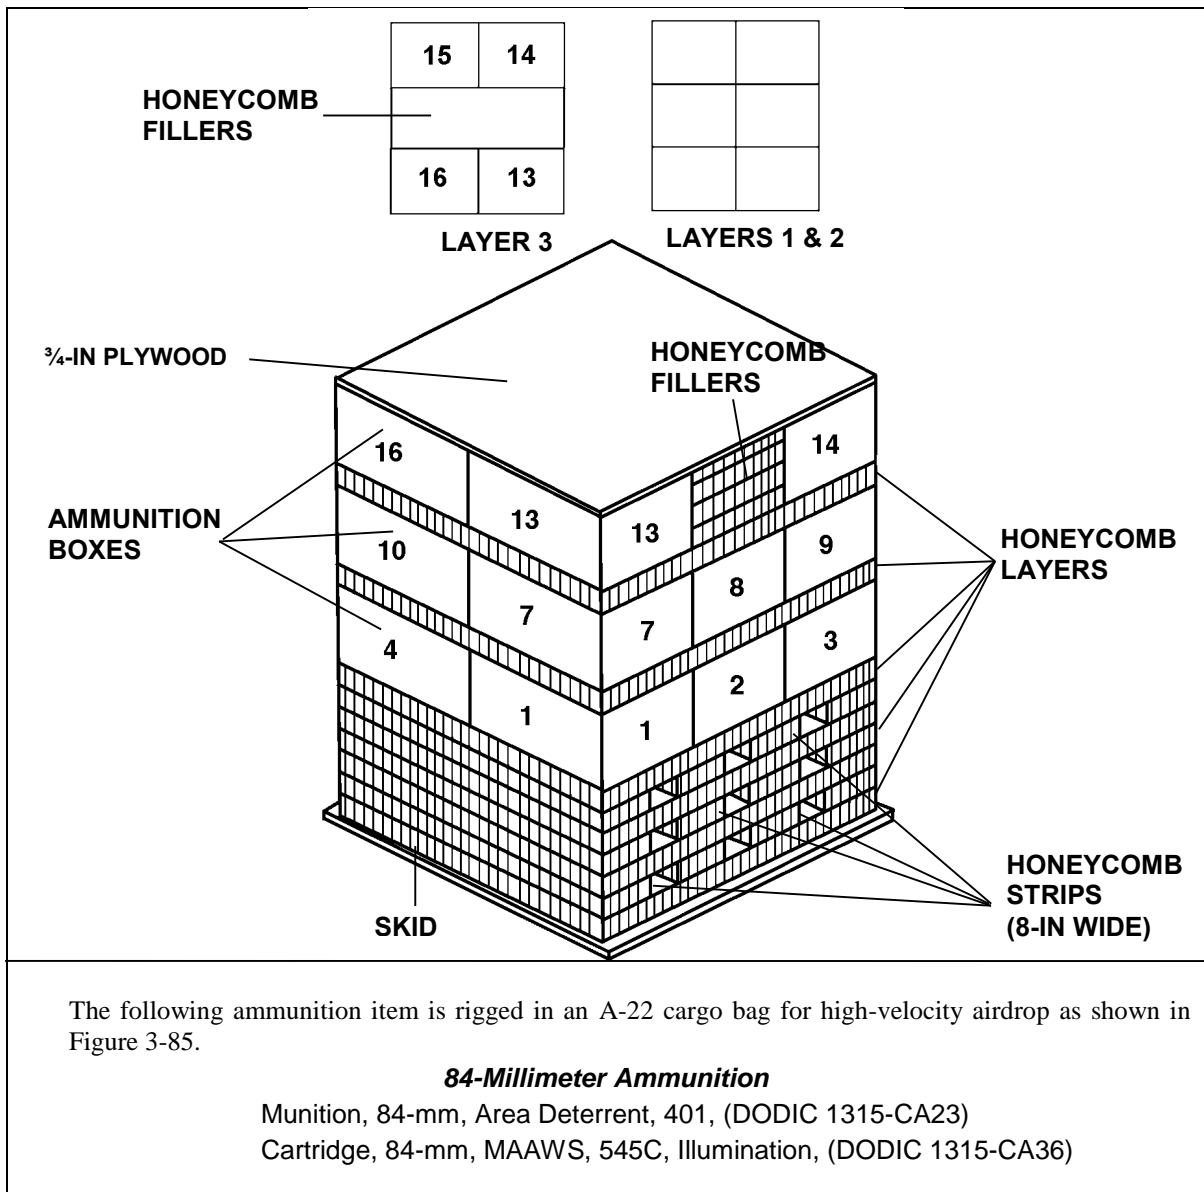 15 14
HONEYCOMB
FILLERS
16 13
LAYER 3
LAYERS 1 & 2
¾-IN PLYWOOD
HONEYCOMB
FILLERS
16
14
13
13
AMMUNITION
BOXES
10
9
HONEYCOMB
LAYERS
8
7
7
4
3
2
1
1
HONEYCOMB
STRIPS
(8-IN WIDE)
SKID
The following ammunition item is rigged in an A-22 cargo bag for high-velocity airdrop as shown in
Figure 3-85.
84-Millimeter Ammunition
Munition, 84-mm, Area Deterrent, 401, (DODIC 1315-CA23)
Cartridge, 84-mm, MAAWS, 545C, Illumination, (DODIC 1315-CA36)